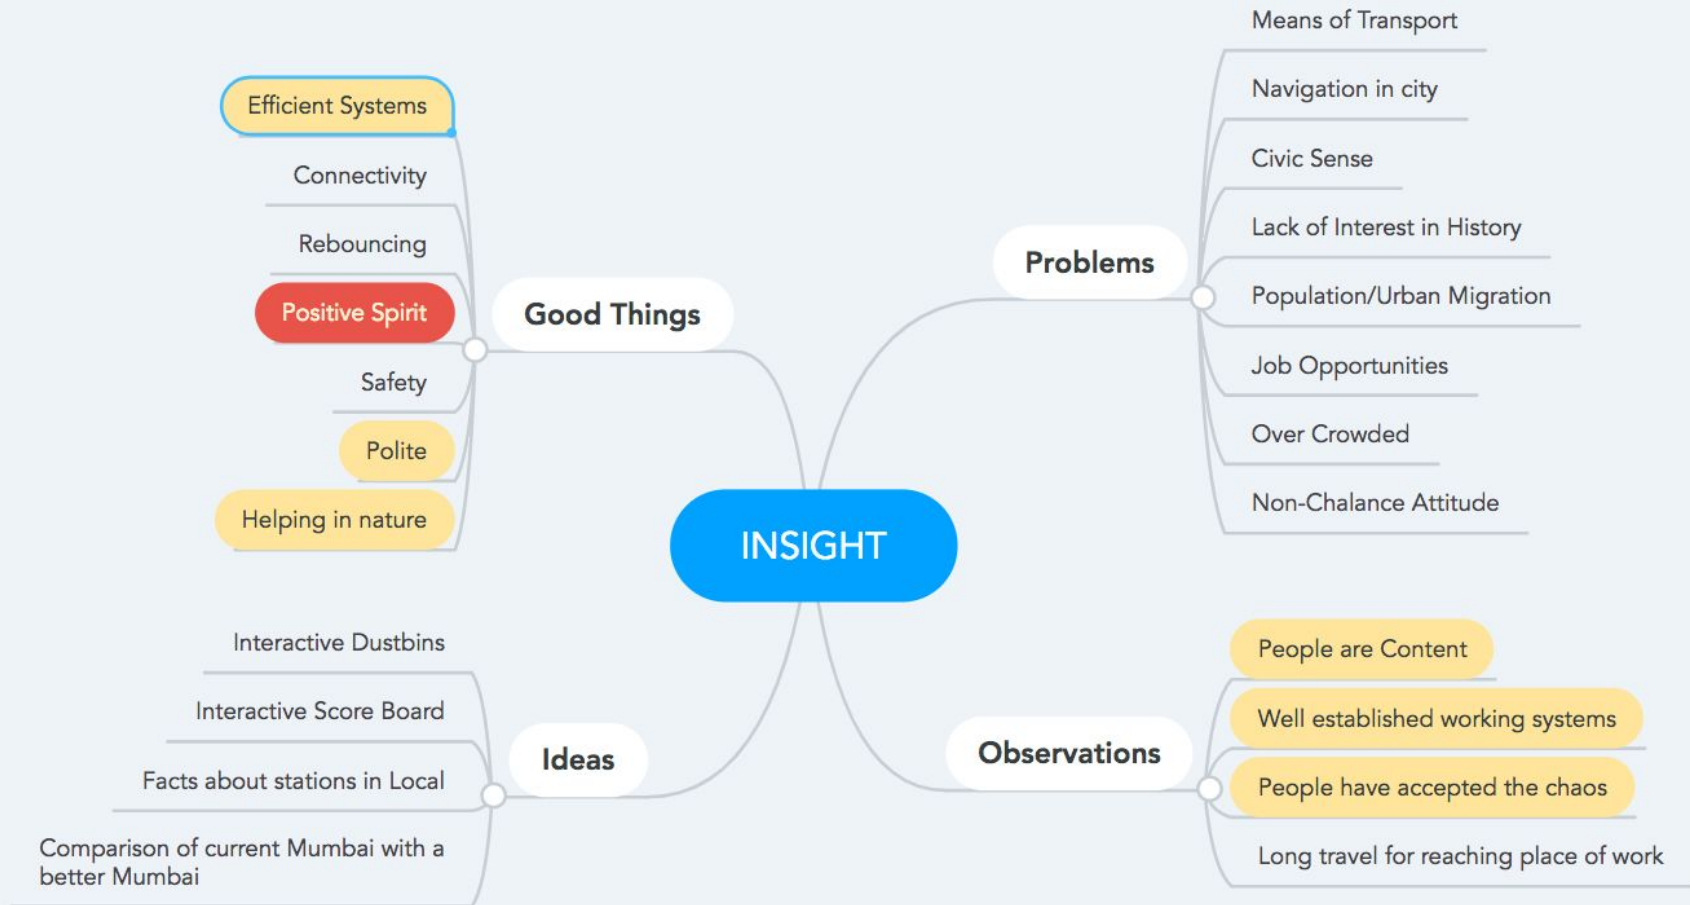 INSIGHT
Good Things
Efficient Systems
Connectivity
Rebouncing
Positive Spirit
Safety
Polite
Helping in nature
Problems
Means of Transport
Navigation in city
Civic Sense
Lack of Interest in History
Population/Urban Migration
Job Opportunities
Over Crowded
Non-Chalance Attitude
Ideas
Interactive Dustbins
Interactive Score Board
Facts about stations in Local
Comparison of current Mumbai with a
better Mumbai
Observations
People are Content
Well established working systems
People have accepted the chaos
Long travel for reaching place of work